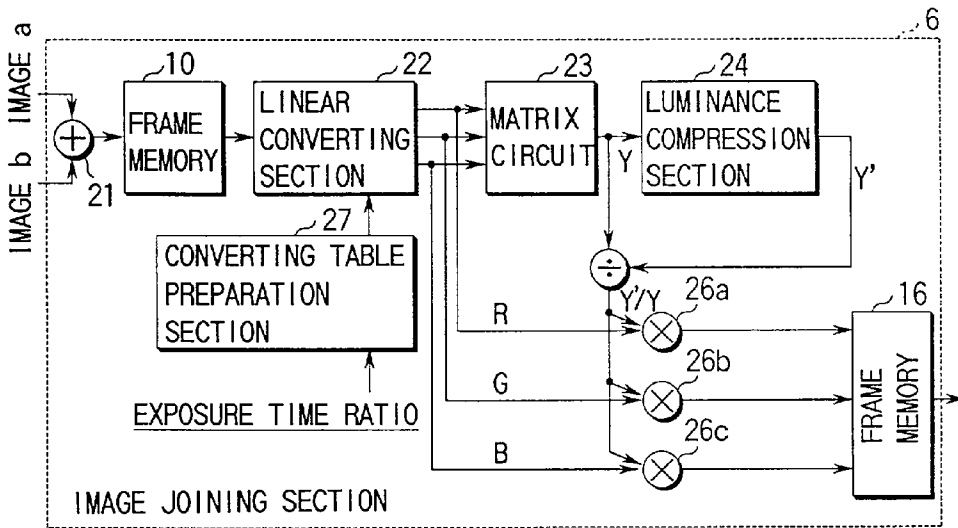 6
IMAGE a
IMAGE b
21
10
FRAME
MEMORY
22
LINEAR
CONVERTING
SECTION
23
MATRIX
CIRCUIT
24
LUMINANCE
COMPRESSION
SECTION
Y
Y'
27
CONVERTING TABLE
PREPARATION
SECTION
EXPOSURE TIME RATIO
Y'/Y
R
26a
G
26b
B
26c
16
FRAME
MEMORY
IMAGE JOINING SECTION